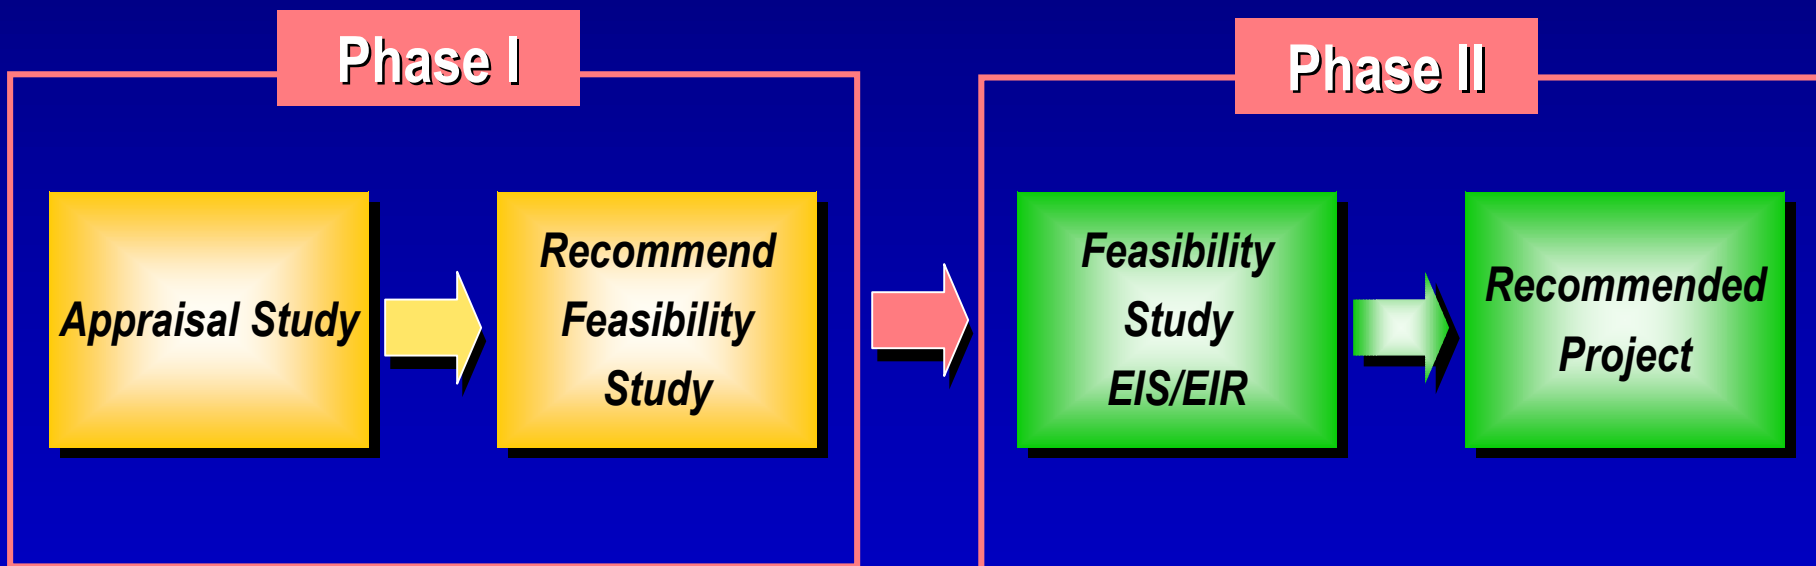 Phase I
Appraisal Study
Recommend
Feasibility
Study
Phase II
Feasibility
Study
EIS/EIR
Recommended
Project